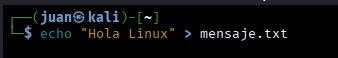 ┌──(juan㉿kali)-[~]
└─$ echo "Hola Linux" > mensaje.txt